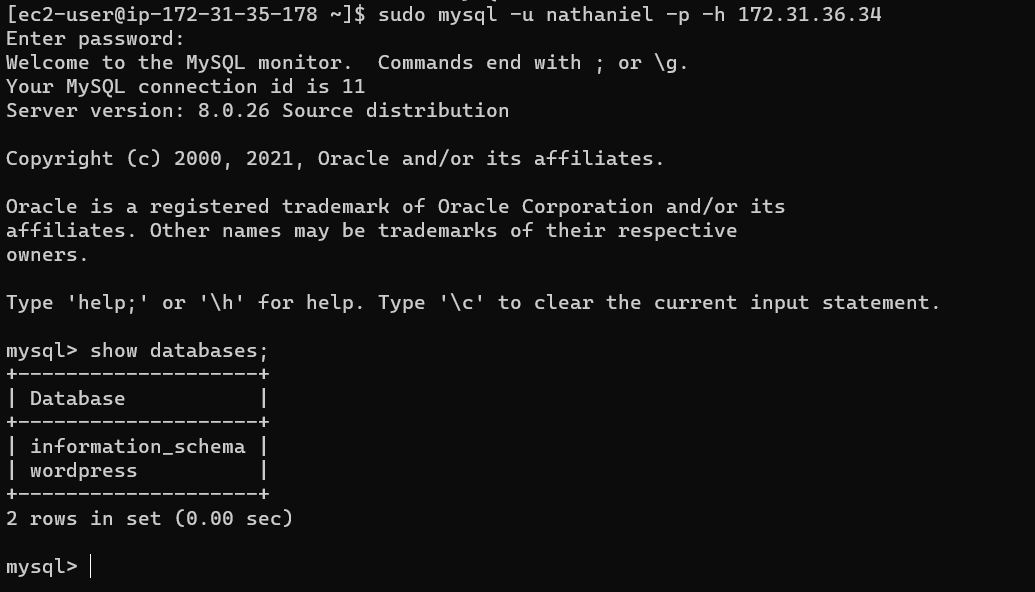 [ec2-user@ip-172-31-35-178 ~]$ sudo mysql -u nathaniel -p -h 172.31.36.34
Enter password:
Welcome to the MySQL monitor.  Commands end with ; or \g.
Your MySQL connection id is 11
Server version: 8.0.26 Source distribution

Copyright (c) 2000, 2021, Oracle and/or its affiliates.

Oracle is a registered trademark of Oracle Corporation and/or its
affiliates. Other names may be trademarks of their respective
owners.

Type 'help;' or '\h' for help. Type '\c' to clear the current input statement.

mysql> show databases;
+--------------------+
| Database           |
+--------------------+
| information_schema |
| wordpress          |
+--------------------+
2 rows in set (0.00 sec)

mysql>